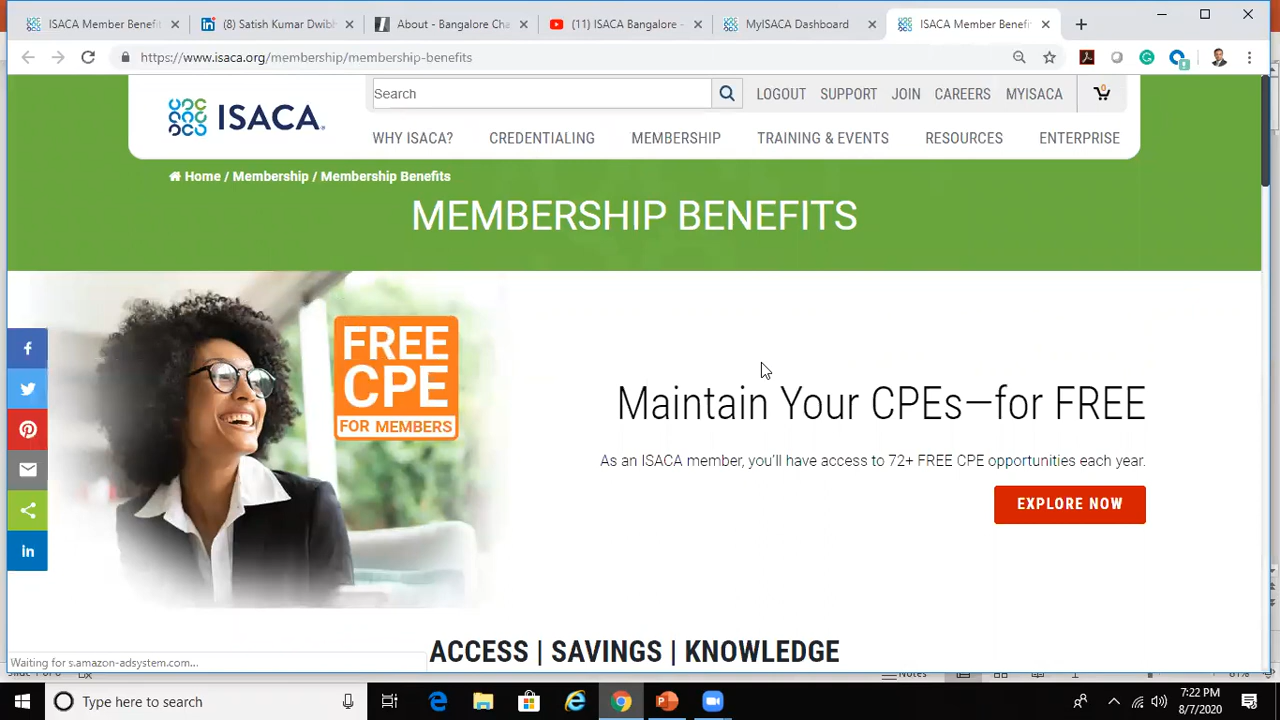 ISACA Member Benefi
(8) Satish Kumar Dwib
About - Bangalore Cha
(11) ISACA Bangalore -
MyISACA Dashboard
ISACA Member Benefi
https://www.isaca.org/membership/membership-benefits
ISACA.
Search
LOGOUT
SUPPORT
JOIN
CAREERS
MYISACA
0
WHY ISACA?
CREDENTIALING
MEMBERSHIP
TRAINING & EVENTS
RESOURCES
ENTERPRISE
Home / Membership / Membership Benefits
MEMBERSHIP BENEFITS
FREE
CPE
FOR MEMBERS
Maintain Your CPEs—for FREE
As an ISACA member, you'll have access to 72+ FREE CPE opportunities each year.
EXPLORE NOW
ACCESS | SAVINGS | KNOWLEDGE
Waiting for s.amazon-adsystem.com...
Type here to search
7:22 PM
8/7/2020